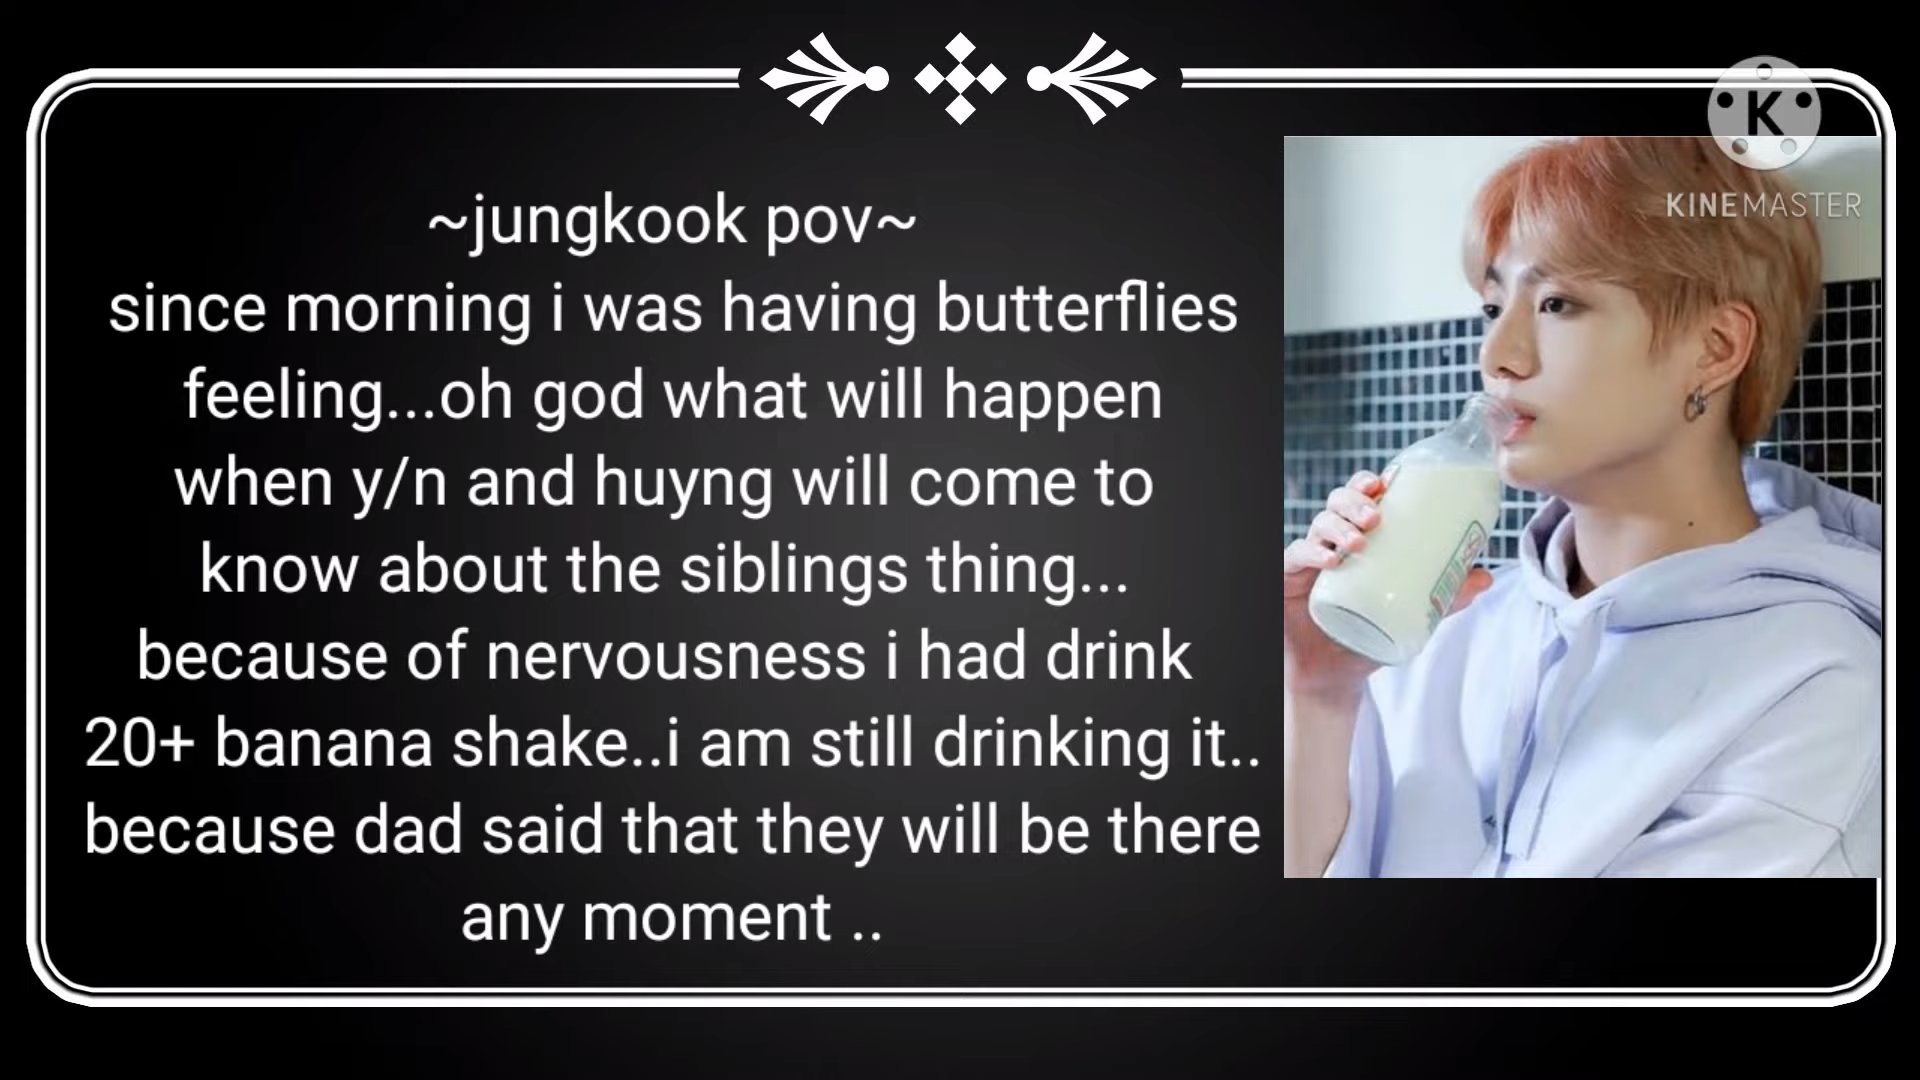 ~jungkook pov~
since morning i was having butterflies
feeling...oh god what will happen
when y/n and huyng will come to
know about the siblings thing...
because of nervousness i had drink
20+ banana shake..i am still drinking it..
because dad said that they will be there
any moment ..
K
KINEMASTER